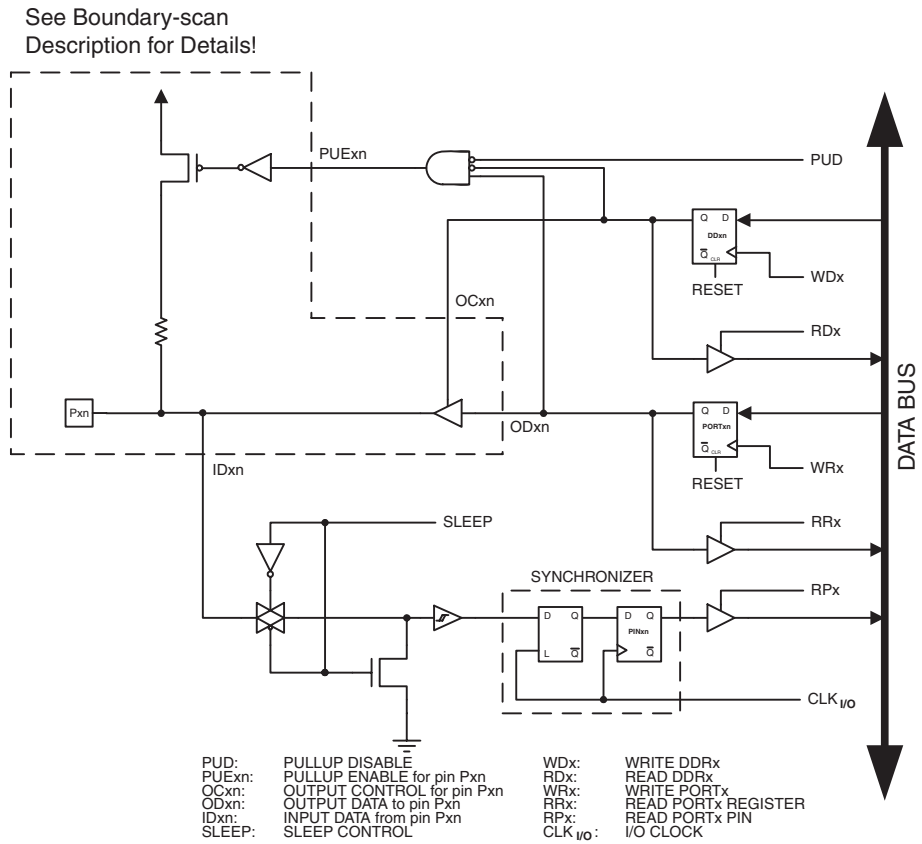 See Boundary-scan
Description for Details!
PUExn
PUD
Q D
DDxn
Q CLR
WDx
RESET
OCxn
RDx
Pxn
ODxn
Q D
PORTxn
Q CLR
WRx
RESET
IDxn
SLEEP
RRx
SYNCHRONIZER
RPx
D Q
L Q
D Q
PINxn
Q
CLK I/O
DATA BUS
PUD: PULLUP DISABLE
PUExn: PULLUP ENABLE for pin Pxn
OCxn: OUTPUT CONTROL for pin Pxn
ODxn: OUTPUT DATA to pin Pxn
IDxn: INPUT DATA from pin Pxn
SLEEP: SLEEP CONTROL
WDx: WRITE DDRx
RDx: READ DDRx
WRx: WRITE PORTx
RRx: READ PORTx REGISTER
RPx: READ PORTx PIN
CLK I/O: I/O CLOCK